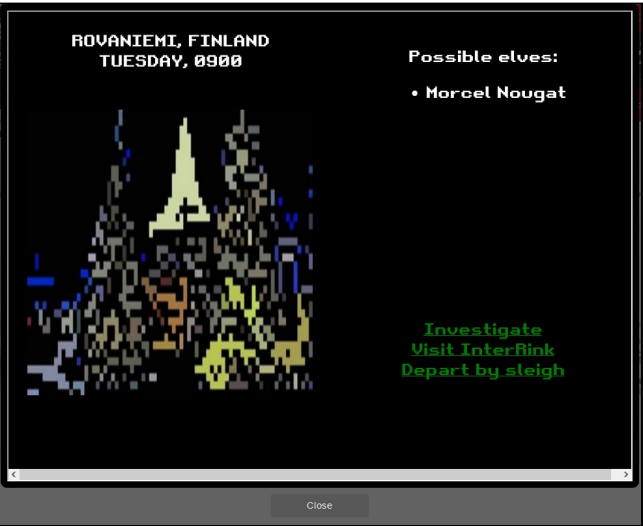 ROVANIEMI, FINLAND
TUESDAY, 0900
Possible elves:
• Morcel Nougat
Investigate
Visit InterRink
Depart by sleigh
Close